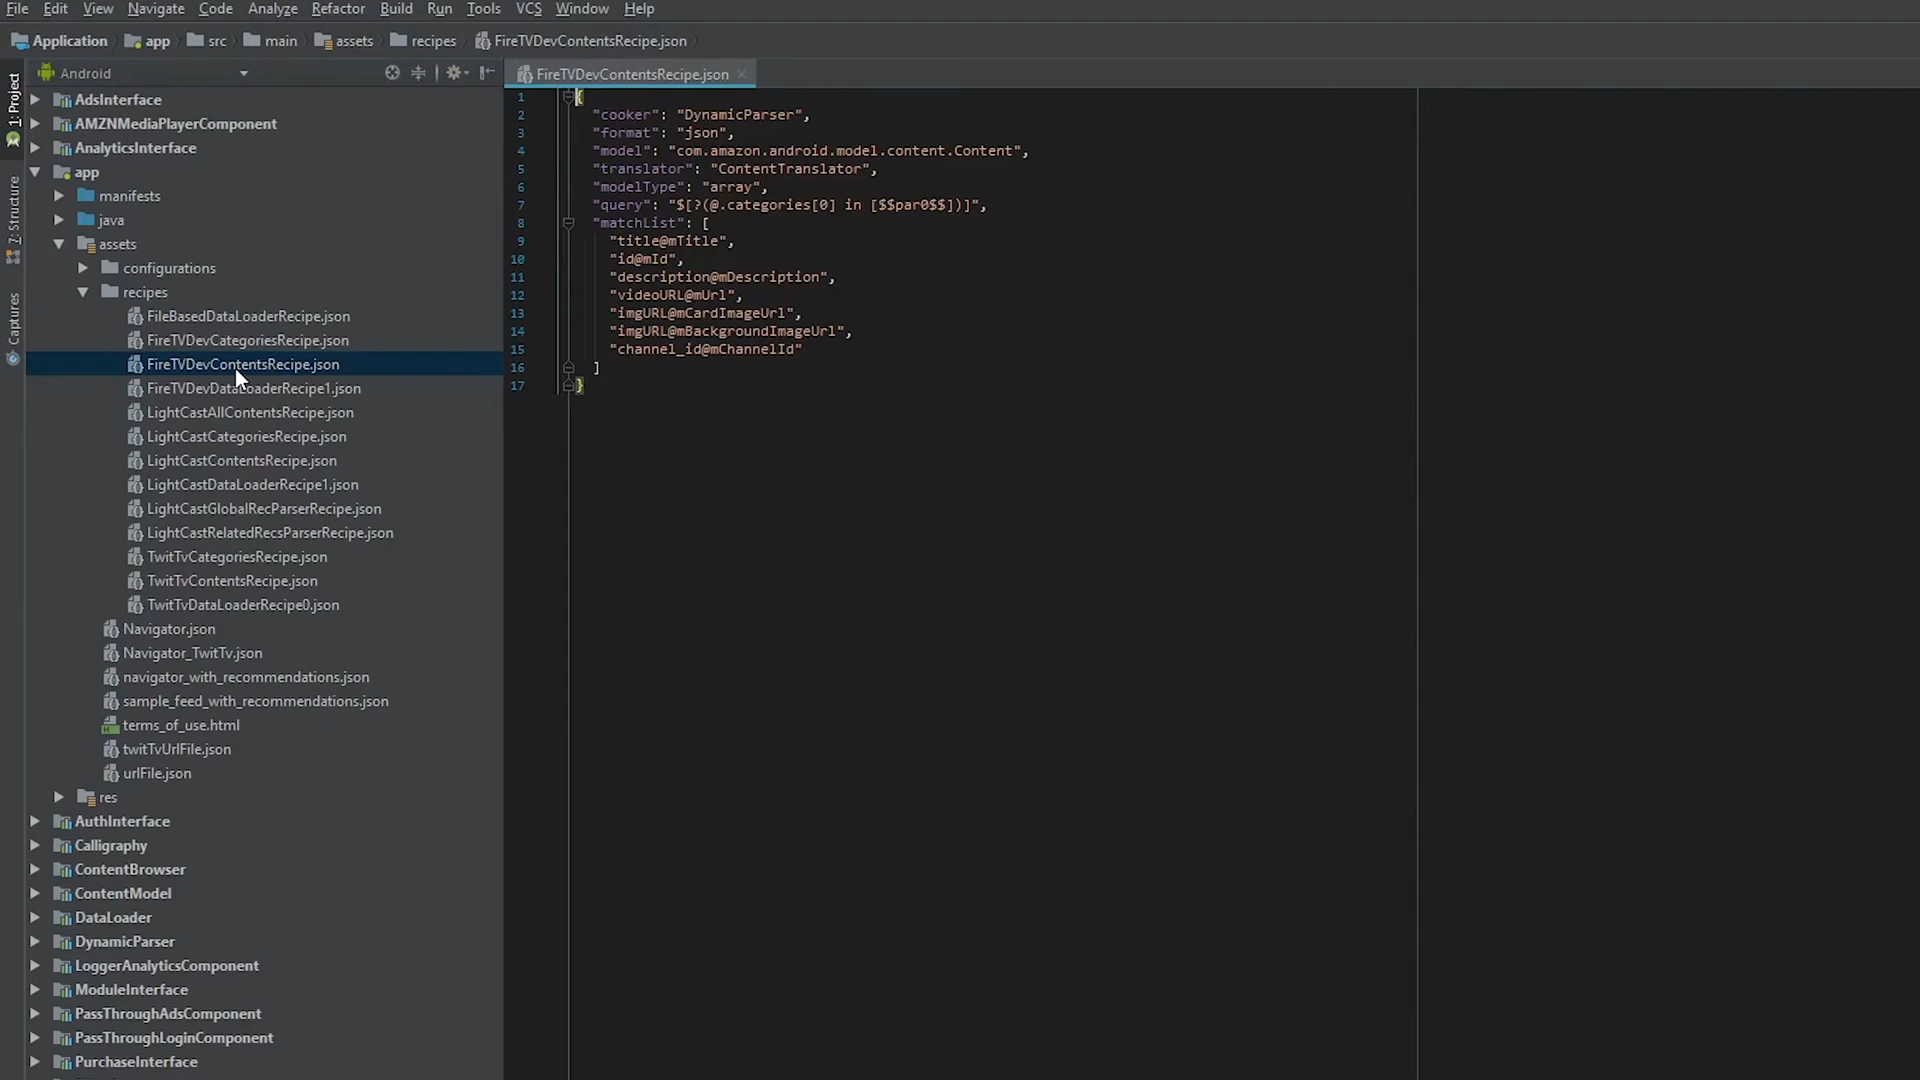 File Edit View Navigate Code Analyze Refactor Build Run Tools VCS Window Help
Application app src main assets recipes FireTVDevContentsRecipe.json
Android
FireTVDevContentsRecipe.json
1: Project
7: Structure
Captures
AdsInterface
AMZNMediaPlayerComponent
AnalyticsInterface
app
manifests
java
assets
configurations
recipes
FileBasedDataLoaderRecipe.json
FireTVDevCategoriesRecipe.json
FireTVDevContentsRecipe.json
FireTVDevDataLoaderRecipe1.json
LightCastAllContentsRecipe.json
LightCastCategoriesRecipe.json
LightCastContentsRecipe.json
LightCastDataLoaderRecipe1.json
LightCastGlobalRecParserRecipe.json
LightCastRelatedRecsParserRecipe.json
TwitTvCategoriesRecipe.json
TwitTvContentsRecipe.json
TwitTvDataLoaderRecipe0.json
Navigator.json
Navigator_TwitTv.json
navigator_with_recommendations.json
sample_feed_with_recommendations.json
terms_of_use.html
twitTvUrlFile.json
urlFile.json
res
AuthInterface
Calligraphy
ContentBrowser
ContentModel
DataLoader
DynamicParser
LoggerAnalyticsComponent
ModuleInterface
PassThroughAdsComponent
PassThroughLoginComponent
PurchaseInterface
1 {
2 "cooker": "DynamicParser",
3 "format": "json",
4 "model": "com.amazon.android.model.content.Content",
5 "translator": "ContentTranslator",
6 "modelType": "array",
7 "query": "$[?(@.categories[0] in [$$par0$$])]",
8 "matchList": [
9 "title@mTitle",
10 "id@mId",
11 "description@mDescription",
12 "videoURL@mUrl",
13 "imgURL@mCardImageUrl",
14 "imgURL@mBackgroundImageUrl",
15 "channel_id@mChannelId"
16 ]
17 }